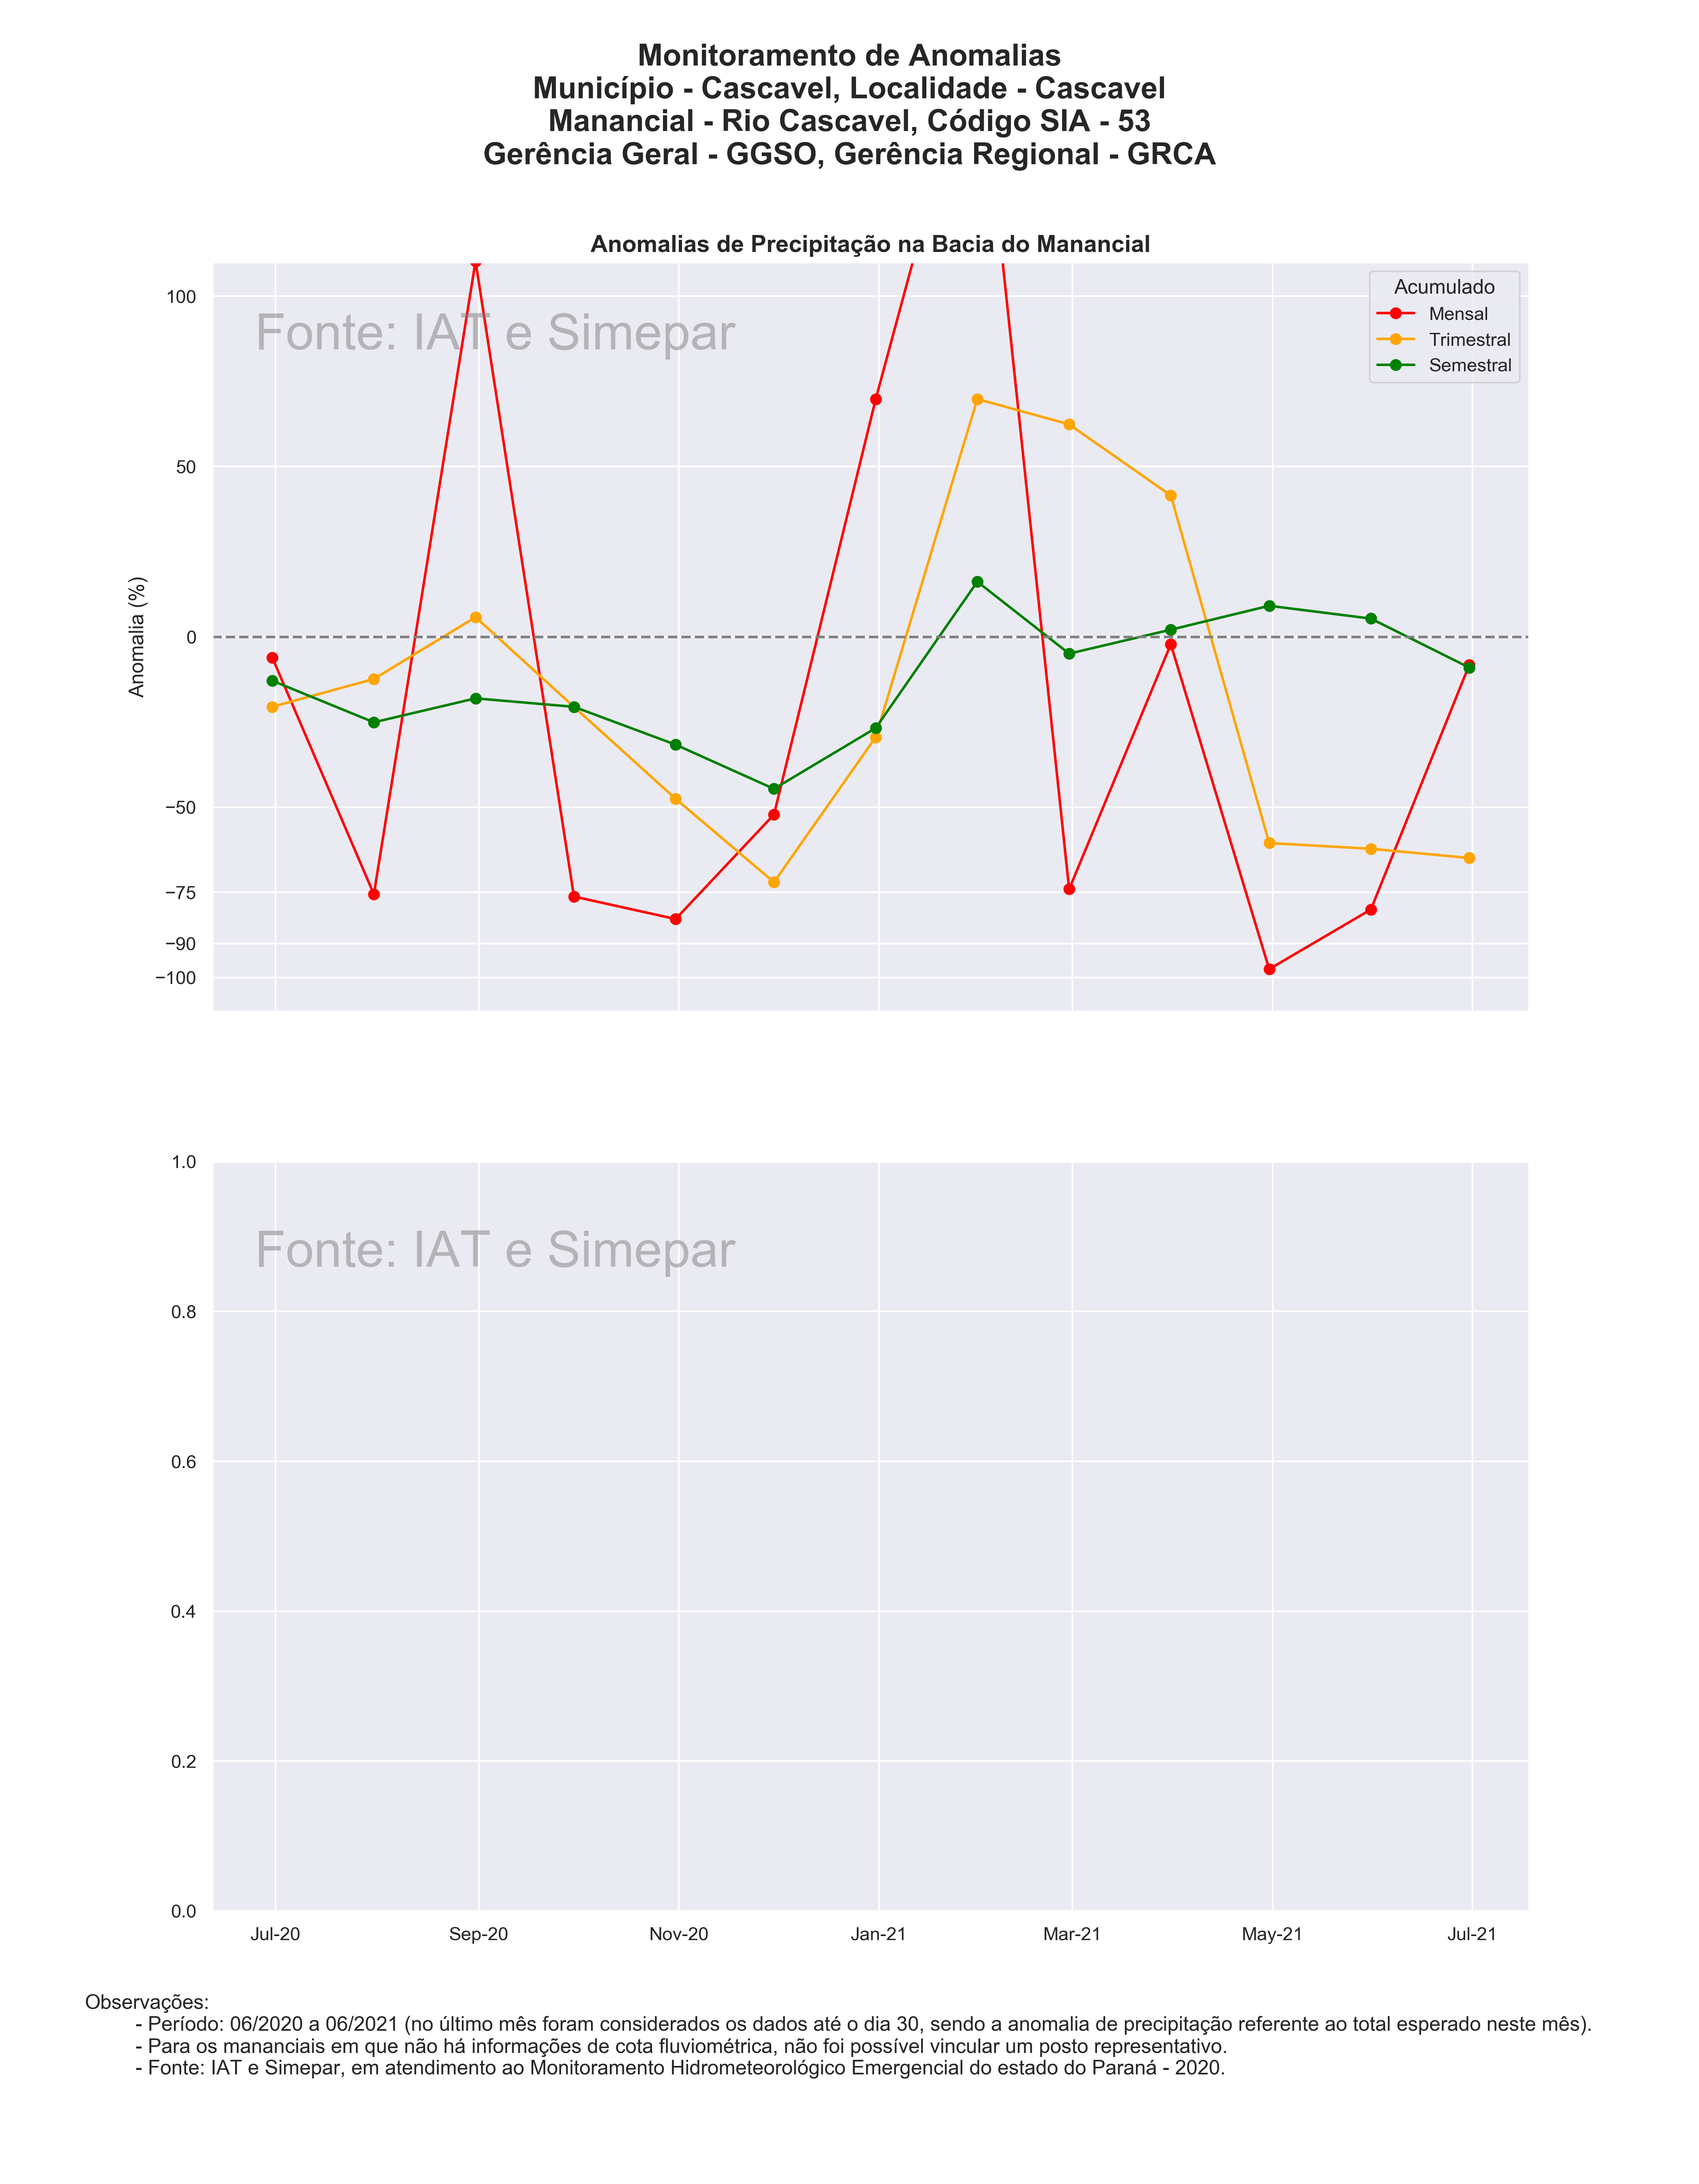 Monitoramento de Anomalias
Município - Cascavel, Localidade - Cascavel
Manancial - Rio Cascavel, Código SIA - 53
Gerência Geral - GGSO, Gerência Regional - GRCA
Anomalias de Precipitação na Bacia do Manancial
Fonte: IAT e Simepar
Acumulado
Mensal
Trimestral
Semestral
Anomalia (%)
100
50
0
−50
−75
−90
−100
Fonte: IAT e Simepar
1.0
0.8
0.6
0.4
0.2
0.0
Jul-20 Sep-20 Nov-20 Jan-21 Mar-21 May-21 Jul-21
Observações:
- Período: 06/2020 a 06/2021 (no último mês foram considerados os dados até o dia 30, sendo a anomalia de precipitação referente ao total esperado neste mês).
- Para os mananciais em que não há informações de cota fluviométrica, não foi possível vincular um posto representativo.
- Fonte: IAT e Simepar, em atendimento ao Monitoramento Hidrometeorológico Emergencial do estado do Paraná - 2020.